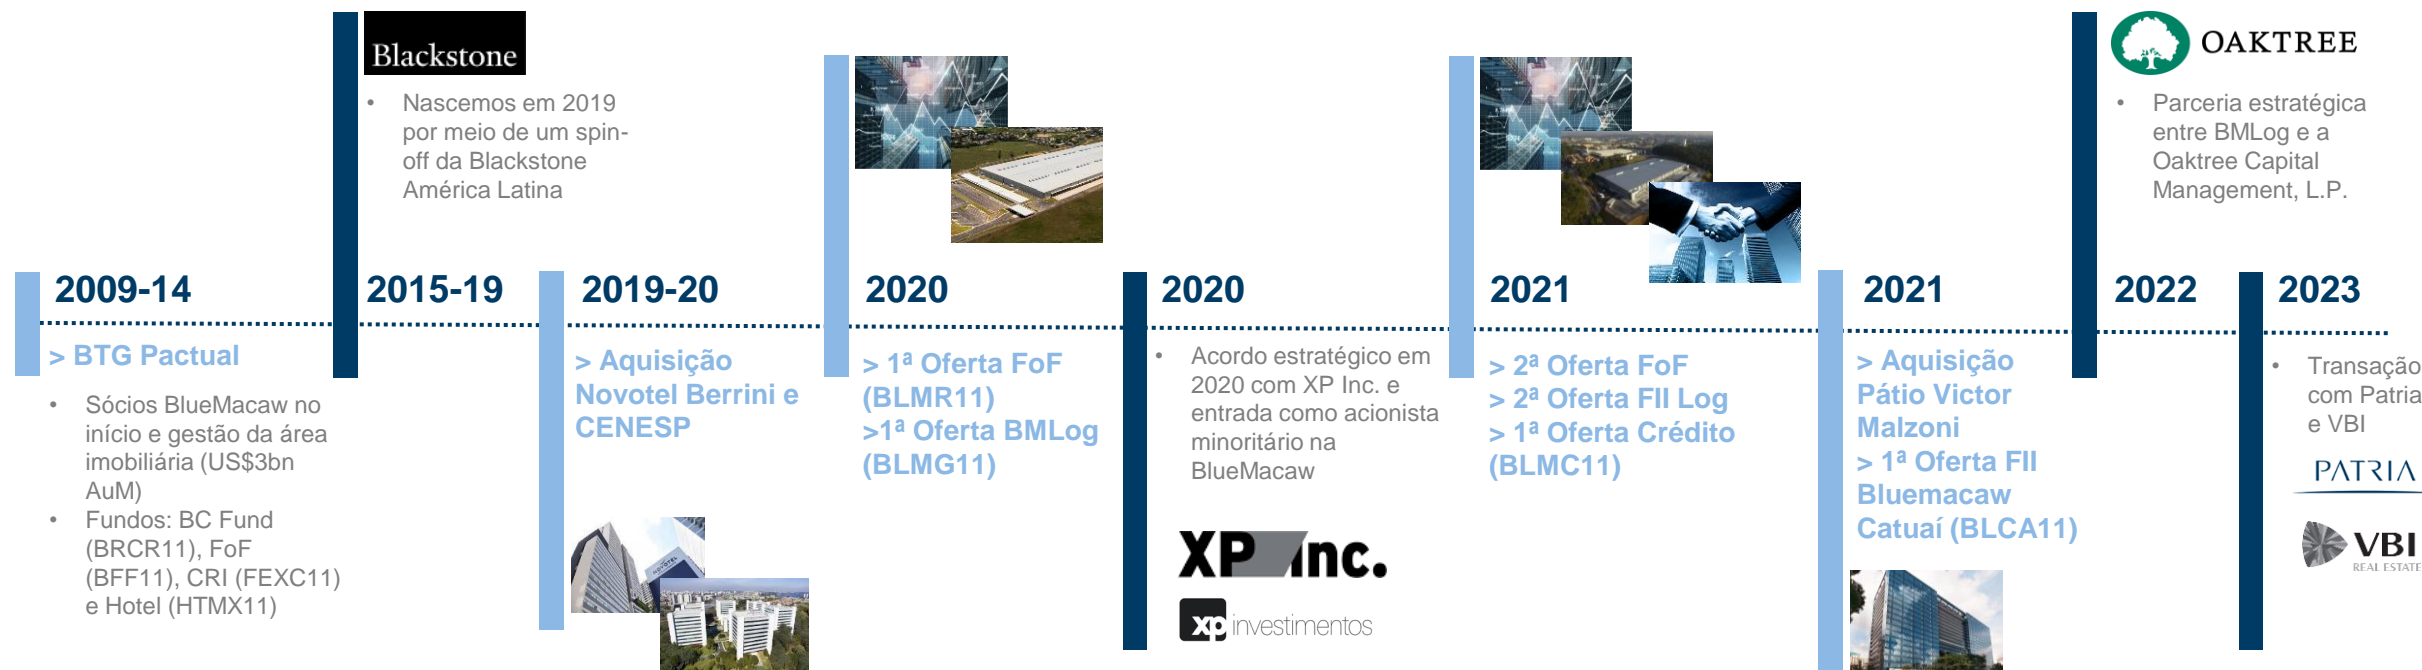 Blackstone
• Nascemos em 2019
por meio de um spin-
off da Blackstone
América Latina
OAKTREE
• Parceria estratégica
entre BMLog e a
Oaktree Capital
Management, L.P.
2009-14
2015-19
2019-20
2020
2020
2021
2021
2022
2023
> BTG Pactual
• Sócios BlueMacaw no
início e gestão da área
imobiliária (US$3bn
AuM)
• Fundos: BC Fund
(BRCR11), FoF
(BFF11), CRI (FEXC11)
e Hotel (HTMX11)
> Aquisição
Novotel Berrini e
CENESP
NOVOTEL
> 1ª Oferta FoF
(BLMR11)
>1ª Oferta BMLog
(BLMG11)
• Acordo estratégico em
2020 com XP Inc. e
entrada como acionista
minoritário na
BlueMacaw
XP Inc.
xp investimentos
> 2ª Oferta FoF
> 2ª Oferta FII Log
> 1ª Oferta Crédito
(BLMC11)
> Aquisição
Pátio Victor
Malzoni
> 1ª Oferta FII
Bluemacaw
Catuaí (BLCA11)
• Transação
com Patria
e VBI
PATRIA
VBI
REAL ESTATE